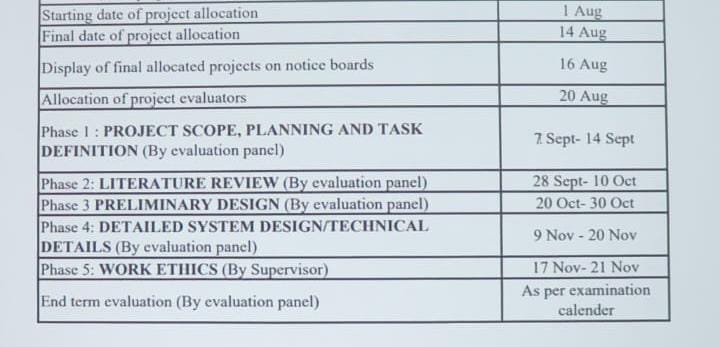 Starting date of project allocation 1 Aug
Final date of project allocation 14 Aug
Display of final allocated projects on notice boards 16 Aug
Allocation of project evaluators 20 Aug
Phase 1 : PROJECT SCOPE, PLANNING AND TASK
DEFINITION (By evaluation panel) 7 Sept- 14 Sept
Phase 2: LITERATURE REVIEW (By evaluation panel) 28 Sept- 10 Oct
Phase 3 PRELIMINARY DESIGN (By evaluation panel) 20 Oct- 30 Oct
Phase 4: DETAILED SYSTEM DESIGN/TECHNICAL
DETAILS (By evaluation panel) 9 Nov - 20 Nov
Phase 5: WORK ETHICS (By Supervisor) 17 Nov- 21 Nov
End term evaluation (By evaluation panel) As per examination
calender